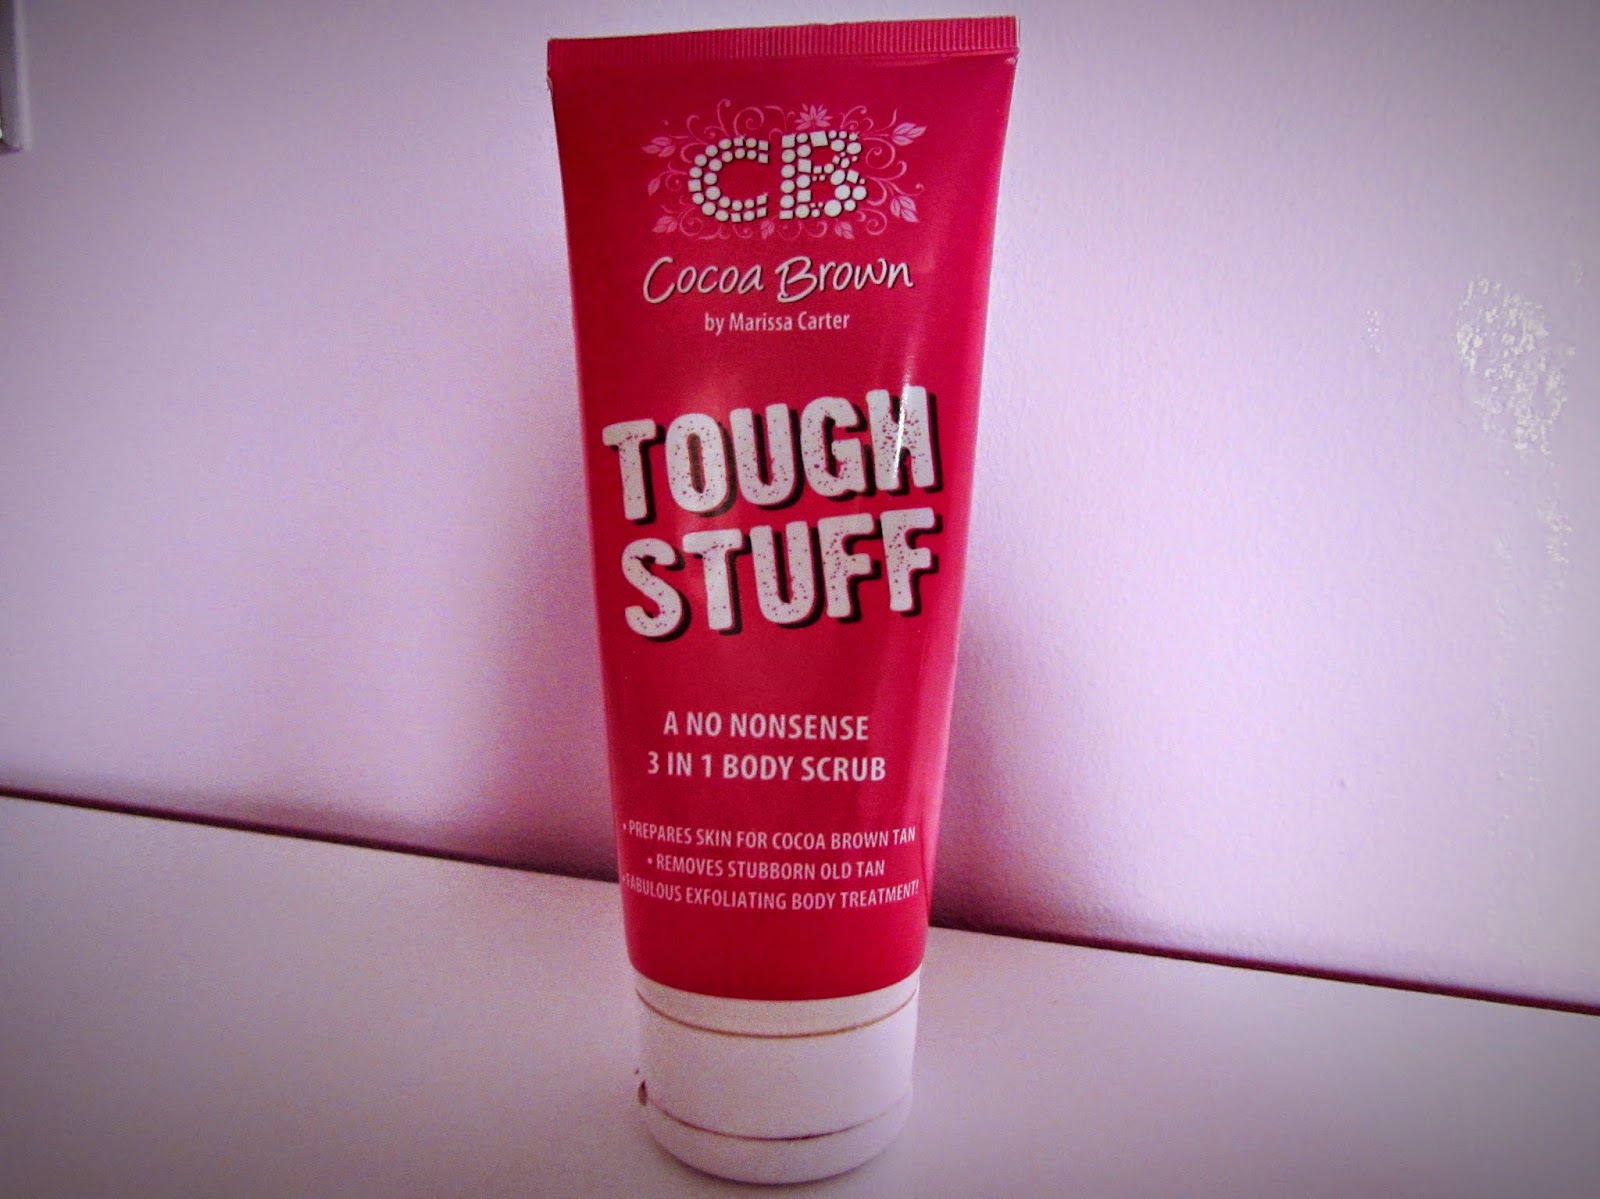 CB
Cocoa Brown
by Marissa Carter
TOUGH
STUFF
A NO NONSENSE
3 IN 1 BODY SCRUB
• PREPARES SKIN FOR COCOA BROWN TAN
• REMOVES STUBBORN OLD TAN
• FABULOUS EXFOLIATING BODY TREATMENT!